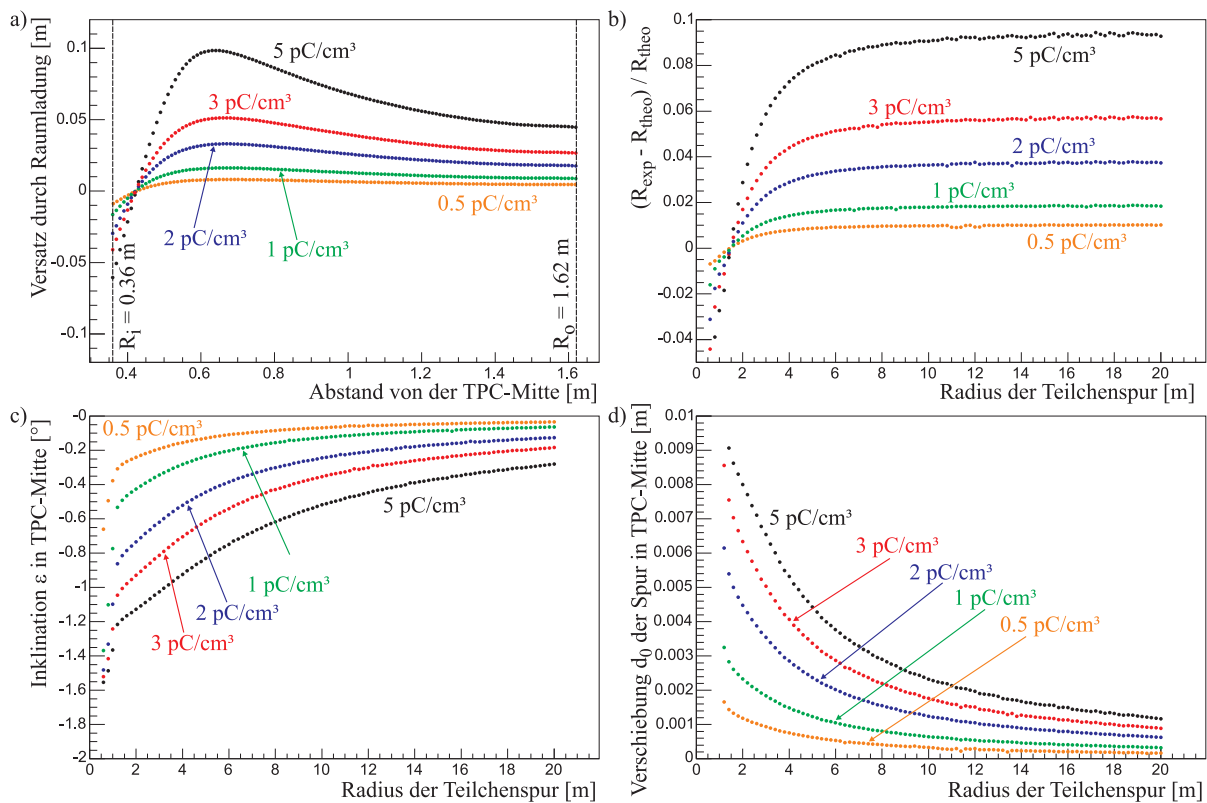 a)
Versatz durch Raumladung [m]
0.1
0.05
0
-0.05
-0.1
5 pC/cm³
3 pC/cm³
2 pC/cm³
1 pC/cm³
0.5 pC/cm³
R_i = 0.36 m
R_o = 1.62 m
0.4 0.6 0.8 1 1.2 1.4 1.6
Abstand von der TPC-Mitte [m]
b)
(R_exp - R_theo) / R_theo
0.1
0.08
0.06
0.04
0.02
0
-0.02
-0.04
5 pC/cm³
3 pC/cm³
2 pC/cm³
1 pC/cm³
0.5 pC/cm³
0 2 4 6 8 10 12 14 16 18 20
Radius der Teilchenspur [m]
c)
Inklination ε in TPC-Mitte [°]
-0
-0.2
-0.4
-0.6
-0.8
-1
-1.2
-1.4
-1.6
-1.8
-2
0.5 pC/cm³
5 pC/cm³
1 pC/cm³
2 pC/cm³
3 pC/cm³
0 2 4 6 8 10 12 14 16 18 20
Radius der Teilchenspur [m]
d)
Verschiebung d_0 der Spur in TPC-Mitte [m]
0.01
0.009
0.008
0.007
0.006
0.005
0.004
0.003
0.002
0.001
0
5 pC/cm³
3 pC/cm³
2 pC/cm³
1 pC/cm³
0.5 pC/cm³
0 2 4 6 8 10 12 14 16 18 20
Radius der Teilchenspur [m]